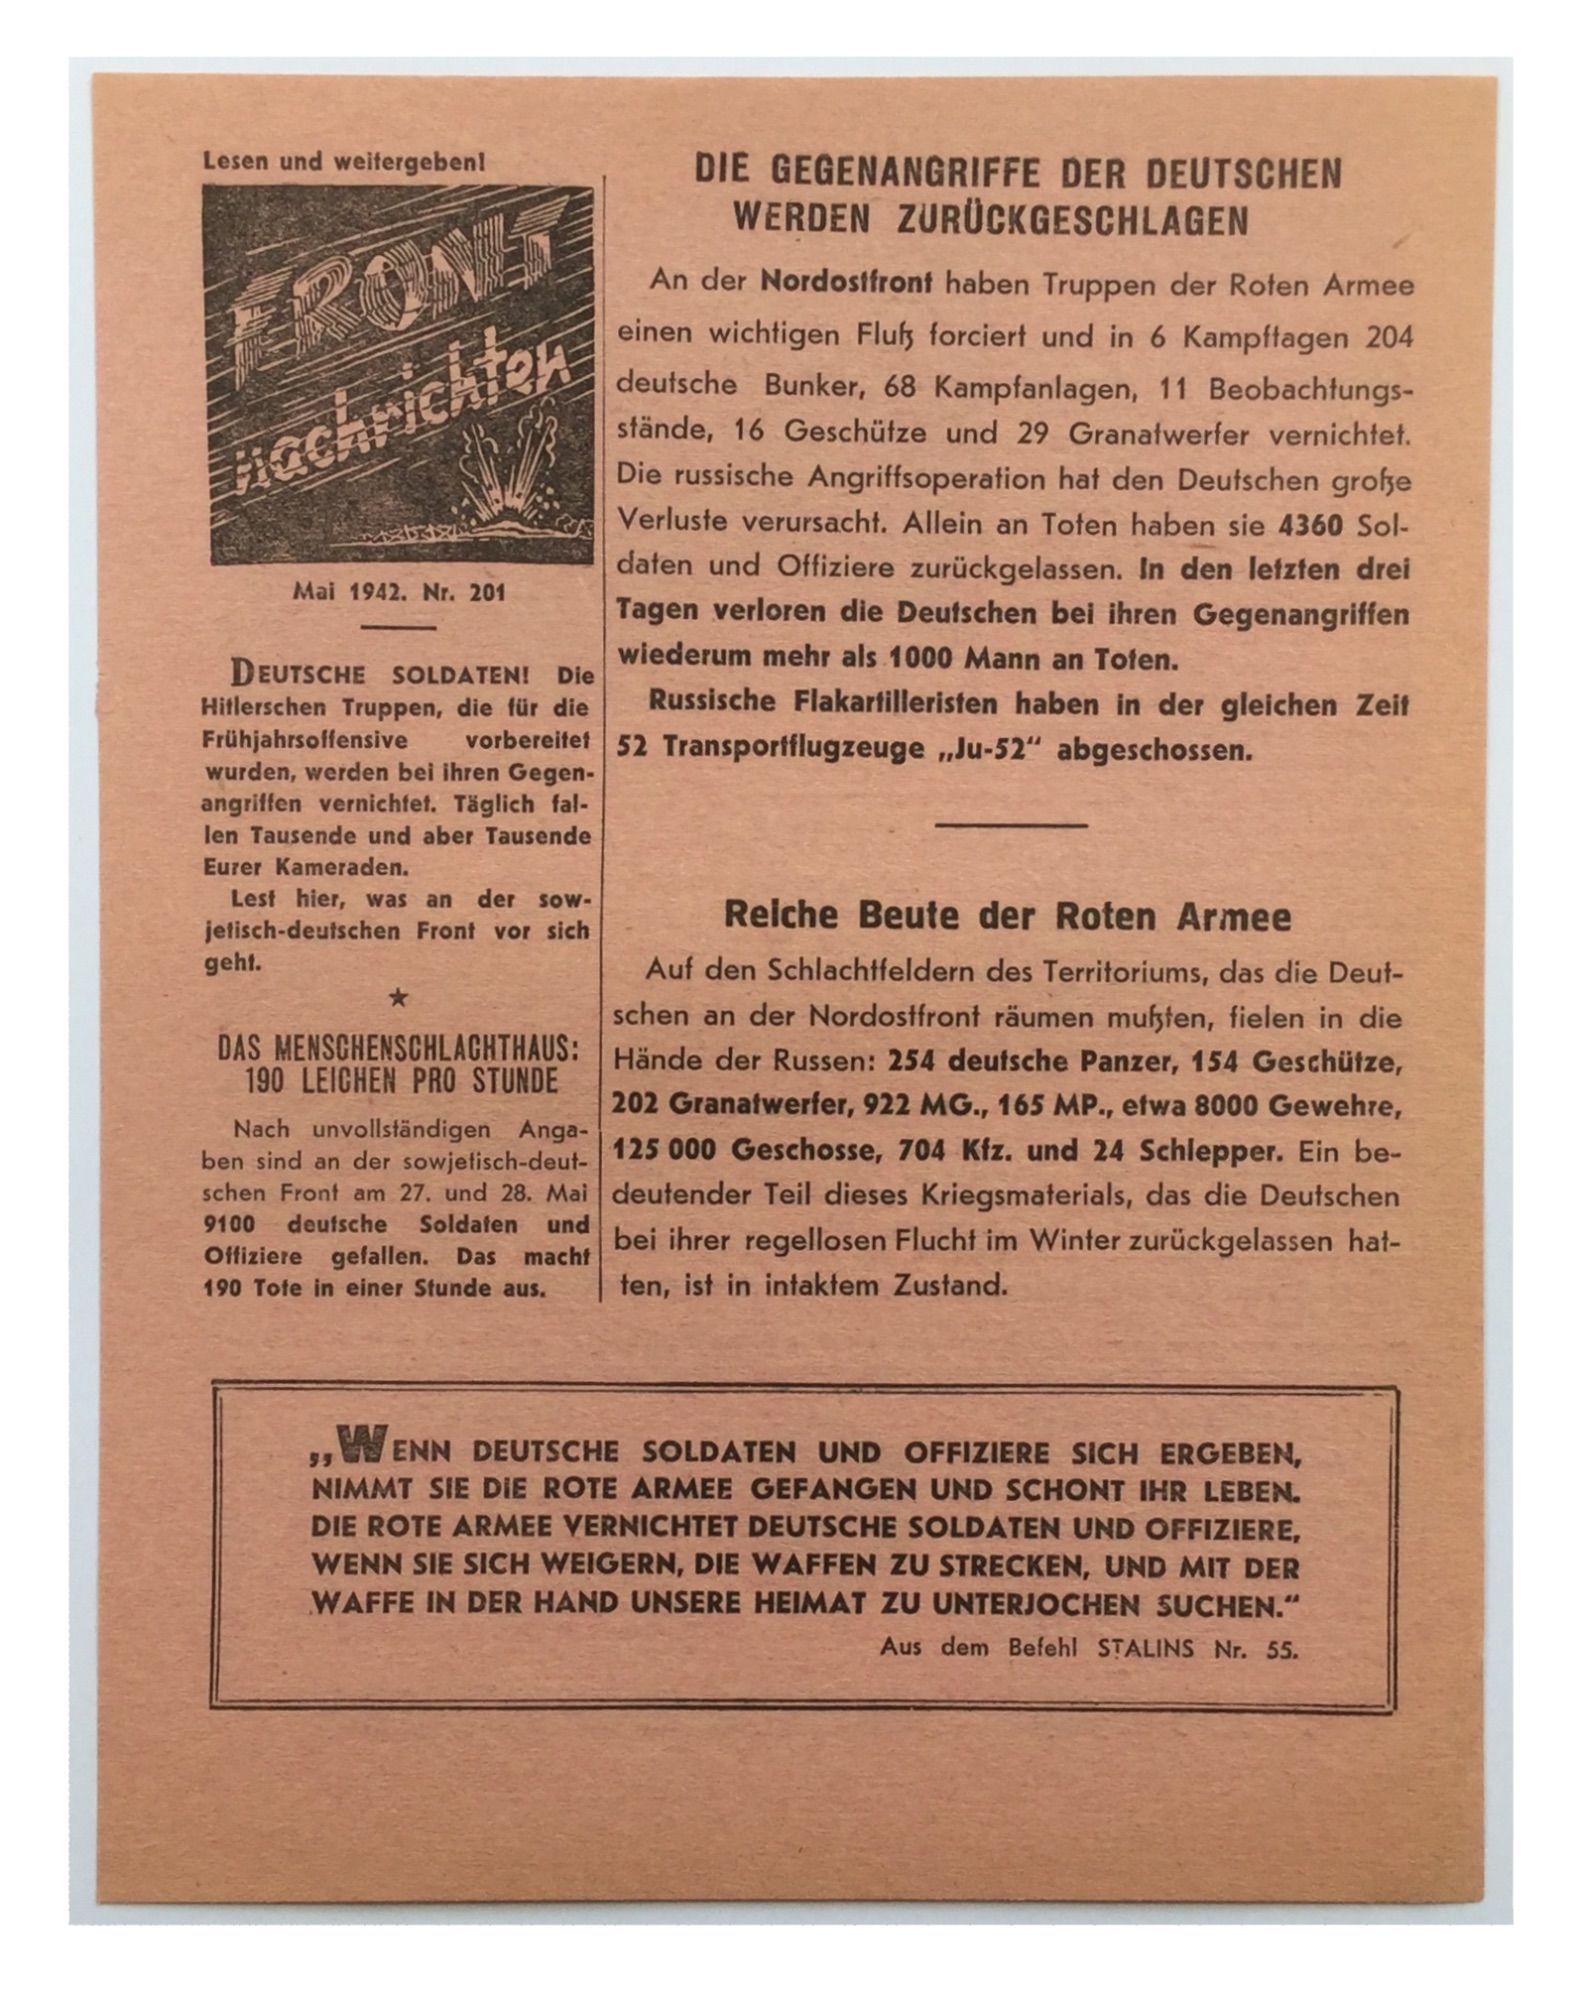 Lesen und weitergeben!
FRONT
nachrichten
Mai 1942. Nr. 201
DEUTSCHE SOLDATEN! Die
Hitlerschen Truppen, die für die
Frühjahrsoffensive vorbereitet
wurden, werden bei ihren Gegen-
angriffen vernichtet. Täglich fal-
len Tausende und aber Tausende
Eurer Kameraden.
Lest hier, was an der sow-
jetisch-deutschen Front vor sich
geht.
★
DAS MENSCHENSCHLACHTHAUS:
190 LEICHEN PRO STUNDE
Nach unvollständigen Anga-
ben sind an der sowjetisch-deut-
schen Front am 27. und 28. Mai
9100 deutsche Soldaten und
Offiziere gefallen. Das macht
190 Tote in einer Stunde aus.
DIE GEGENANGRIFFE DER DEUTSCHEN
WERDEN ZURÜCKGESCHLAGEN
An der Nordostfront haben Truppen der Roten Armee
einen wichtigen Fluß forciert und in 6 Kampftagen 204
deutsche Bunker, 68 Kampfanlagen, 11 Beobachtungs-
stände, 16 Geschütze und 29 Granatwerfer vernichtet.
Die russische Angriffsoperation hat den Deutschen große
Verluste verursacht. Allein an Toten haben sie 4360 Sol-
daten und Offiziere zurückgelassen. In den letzten drei
Tagen verloren die Deutschen bei ihren Gegenangriffen
wiederum mehr als 1000 Mann an Toten.
Russische Flakartilleristen haben in der gleichen Zeit
52 Transportflugzeuge „Ju-52“ abgeschossen.
Reiche Beute der Roten Armee
Auf den Schlachtfeldern des Territoriums, das die Deut-
schen an der Nordostfront räumen mußten, fielen in die
Hände der Russen: 254 deutsche Panzer, 154 Geschütze,
202 Granatwerfer, 922 MG., 165 MP., etwa 8000 Gewehre,
125 000 Geschosse, 704 Kfz. und 24 Schlepper. Ein be-
deutender Teil dieses Kriegsmaterials, das die Deutschen
bei ihrer regellosen Flucht im Winter zurückgelassen hat-
ten, ist in intaktem Zustand.
„WENN DEUTSCHE SOLDATEN UND OFFIZIERE SICH ERGEBEN,
NIMMT SIE DIE ROTE ARMEE GEFANGEN UND SCHONT IHR LEBEN.
DIE ROTE ARMEE VERNICHTET DEUTSCHE SOLDATEN UND OFFIZIERE,
WENN SIE SICH WEIGERN, DIE WAFFEN ZU STRECKEN, UND MIT DER
WAFFE IN DER HAND UNSERE HEIMAT ZU UNTERJOCHEN SUCHEN.“
Aus dem Befehl STALINS Nr. 55.